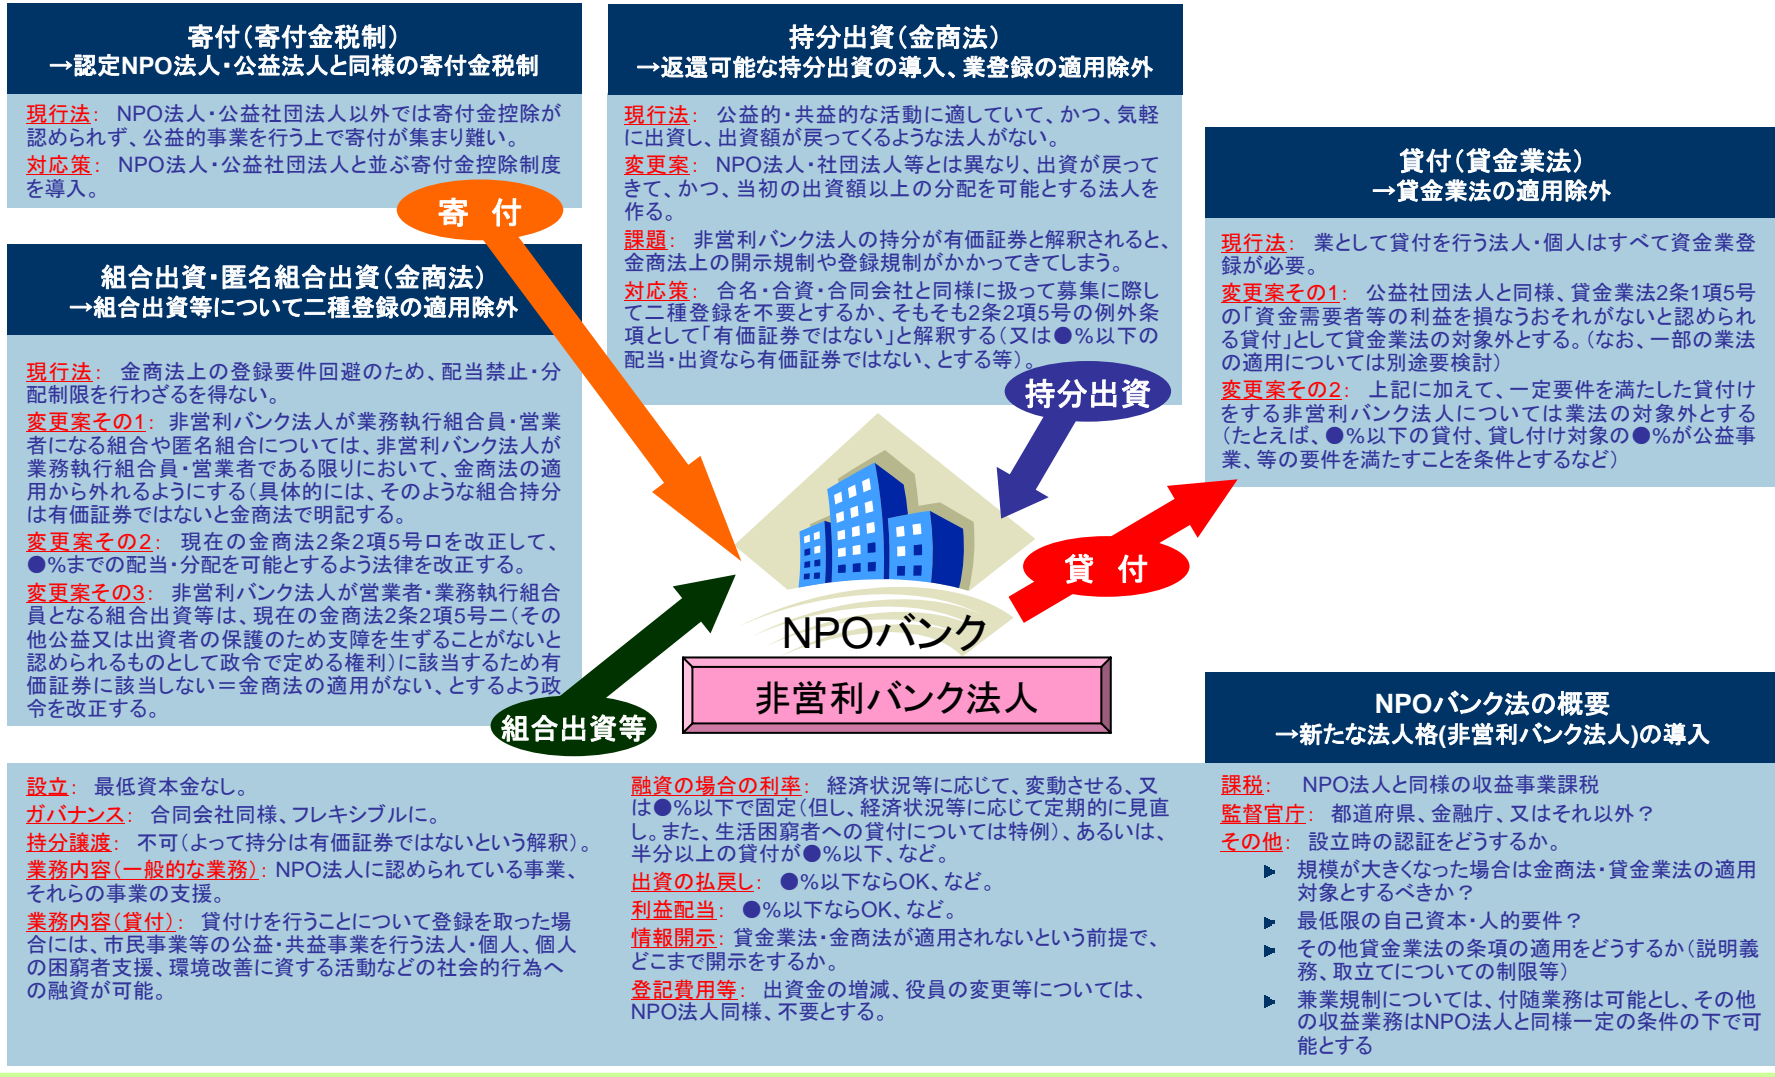 寄付（寄付金税制）
→認定NPO法人・公益法人と同様の寄付金税制
現行法：　NPO法人・公益社団法人以外では寄付金控除が
認められず、公益的事業を行う上で寄付が集まり難い。
対応策：　NPO法人・公益社団法人と並ぶ寄付金控除制度
を導入。
寄　付
組合出資・匿名組合出資（金商法）
→組合出資等について二種登録の適用除外
現行法：　金商法上の登録要件回避のため、配当禁止・分
配制限を行わざるを得ない。
変更案その1：　非営利バンク法人が業務執行組合員・営業
者になる組合や匿名組合については、非営利バンク法人が
業務執行組合員・営業者である限りにおいて、金商法の適
用から外れるようにする（具体的には、そのような組合持分
は有価証券ではないと金商法で明記する。
変更案その2：　現在の金商法2条2項5号ロを改正して、
●%までの配当・分配を可能とするよう法律を改正する。
変更案その3：　非営利バンク法人が営業者・業務執行組合
員となる組合出資等は、現在の金商法2条2項5号ニ（その
他公益又は出資者の保護のため支障を生ずることがないと
認められるものとして政令で定める権利）に該当するため有
価証券に該当しない＝金商法の適用がない、とするよう政
令を改正する。
組合出資等
持分出資（金商法）
→返還可能な持分出資の導入、業登録の適用除外
現行法：　公益的・共益的な活動に適していて、かつ、気軽
に出資し、出資額が戻ってくるような法人がない。
変更案：　NPO法人・社団法人等とは異なり、出資が戻って
きて、かつ、当初の出資額以上の分配を可能とする法人を
作る。
課題：　非営利バンク法人の持分が有価証券と解釈されると、
金商法上の開示規制や登録規制がかかってきてしまう。
対応策：　合名・合資・合同会社と同様に扱って募集に際し
て二種登録を不要とするか、そもそも2条2項5号の例外条
項として「有価証券ではない」と解釈する（又は●%以下の
配当・出資なら有価証券ではない、とする等）。
持分出資
貸付（貸金業法）
→貸金業法の適用除外
現行法：　業として貸付を行う法人・個人はすべて資金業登
録が必要。
変更案その1：　公益社団法人と同様、貸金業法2条1項5号
の「資金需要者等の利益を損なうおそれがないと認められ
る貸付」として貸金業法の対象外とする。（なお、一部の業法
の適用については別途要検討）
変更案その2：　上記に加えて、一定要件を満たした貸付け
をする非営利バンク法人については業法の対象外とする
（たとえば、●%以下の貸付、貸し付け対象の●%が公益事
業、等の要件を満たすことを条件とするなど）
貸　付
NPOバンク
非営利バンク法人
NPOバンク法の概要
→新たな法人格(非営利バンク法人)の導入
設立：　最低資本金なし。
ガバナンス：　合同会社同様、フレキシブルに。
持分譲渡：　不可（よって持分は有価証券ではないという解釈）。
業務内容（一般的な業務）：NPO法人に認められている事業、
それらの事業の支援。
業務内容（貸付）：　貸付けを行うことについて登録を取った場
合には、市民事業等の公益・共益事業を行う法人・個人、個人
の困窮者支援、環境改善に資する活動などの社会的行為へ
の融資が可能。
融資の場合の利率：　経済状況等に応じて、変動させる、又
は●%以下で固定（但し、経済状況等に応じて定期的に見直
し。また、生活困窮者への貸付については特例）、あるいは、
半分以上の貸付が●%以下、など。
出資の払戻し：　●%以下ならOK、など。
利益配当：　●%以下ならOK、など。
情報開示：貸金業法・金商法が適用されないという前提で、
どこまで開示をするか。
登記費用等：　出資金の増減、役員の変更等については、
NPO法人同様、不要とする。
課税：　NPO法人と同様の収益事業課税
監督官庁：　都道府県、金融庁、又はそれ以外？
その他：　設立時の認証をどうするか。
規模が大きくなった場合は金商法・貸金業法の適用
対象とするべきか？
最低限の自己資本・人的要件？
その他貸金業法の条項の適用をどうするか（説明義
務、取立てについての制限等）
兼業規制については、付随業務は可能とし、その他
の収益業務はNPO法人と同様一定の条件の下で可
能とする